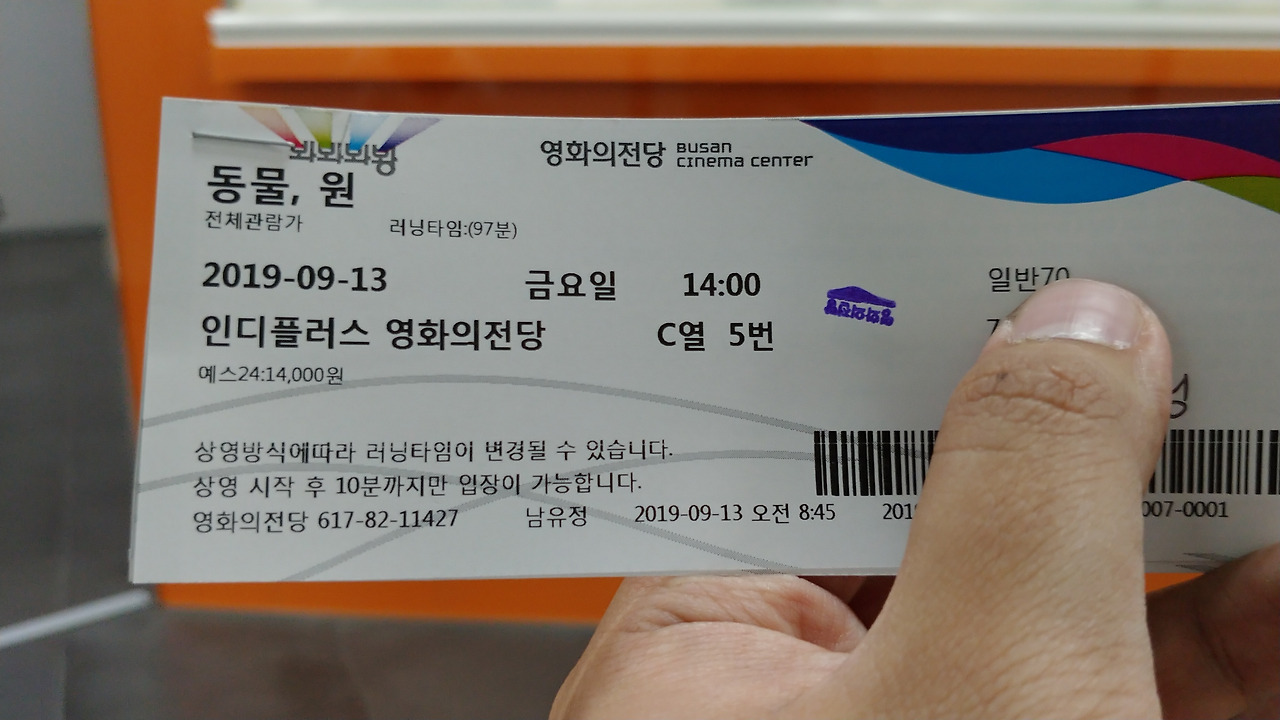 영화의전당 BUSAN CINEMA CENTER
동물, 원
전체관람가 러닝타임:(97분)
2019-09-13 금요일 14:00
일반70
인디플러스 영화의전당 C열 5번
예스24:14,000원
상영방식에따라 러닝타임이 변경될 수 있습니다.
상영 시작 후 10분까지만 입장이 가능합니다.
영화의전당 617-82-11427 남유정 2019-09-13 오전 8:45 201 007-0001